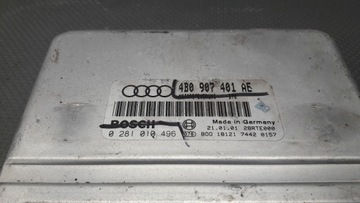 4B0 907 401 AE
BOSCH Made in Germany
0 281 010 496 21.01.01 28RTE000
800 18121 7442 0157